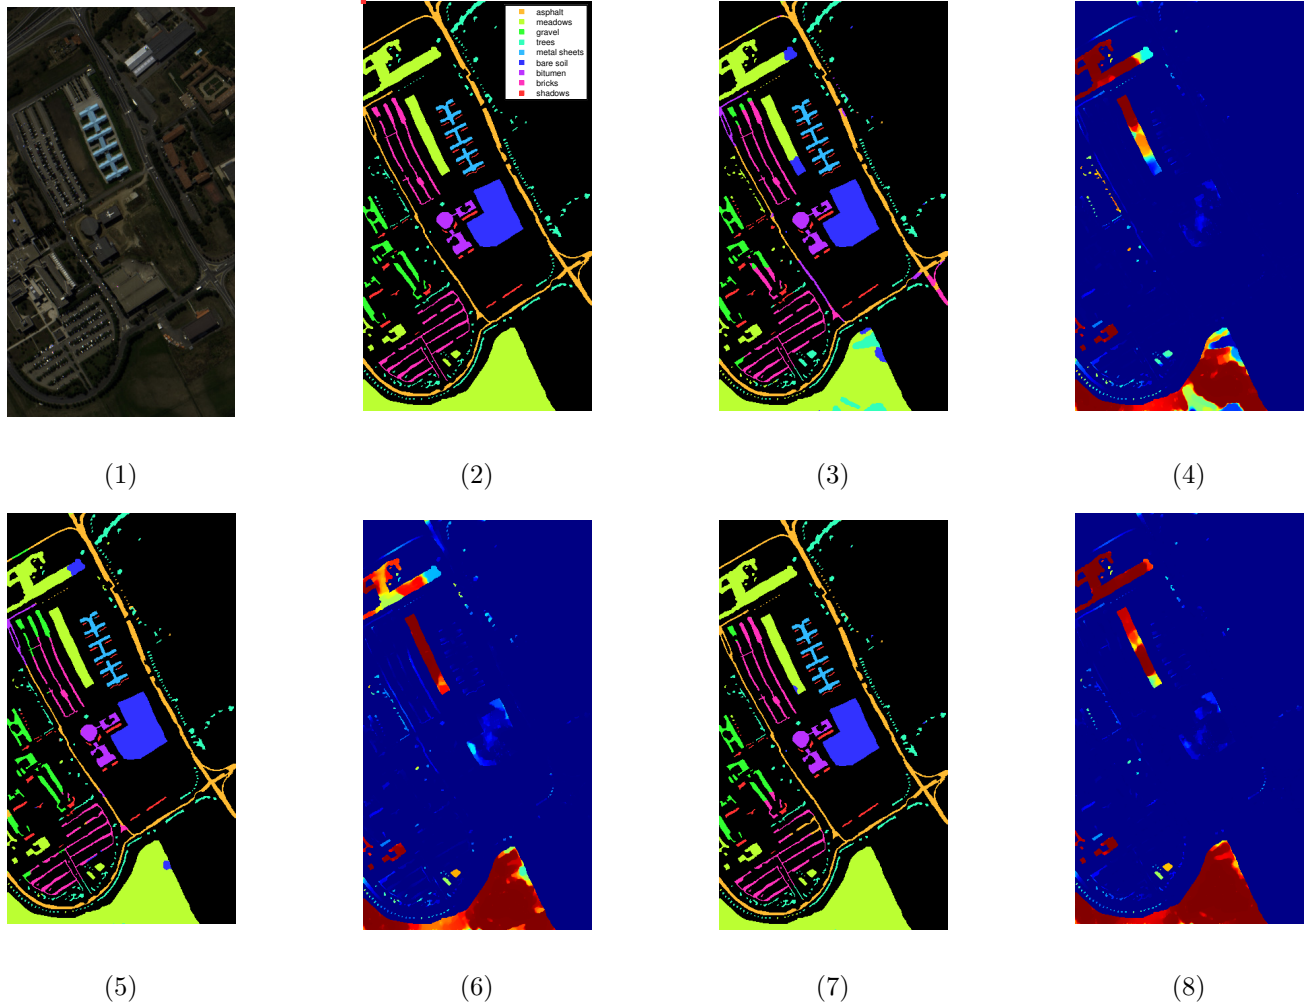 asphalt
meadows
gravel
trees
metal sheets
bare soil
bitumen
bricks
shadows
(1)
(2)
(3)
(4)
(5)
(6)
(7)
(8)